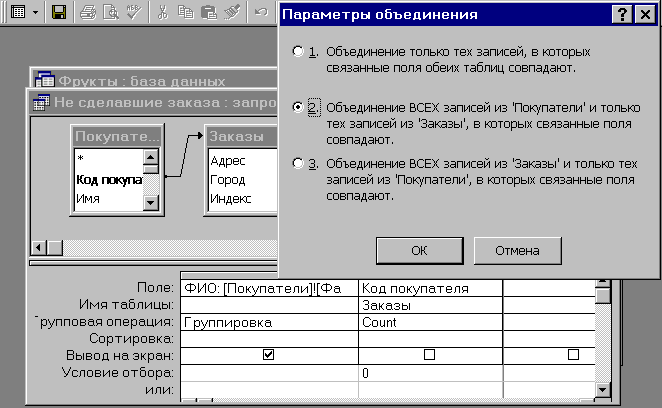 Параметры объединения
1. Объединение только тех записей, в которых
связанные поля обеих таблиц совпадают.
2. Объединение ВСЕХ записей из 'Покупатели' и только
тех записей из 'Заказы', в которых связанные поля
совпадают.
3. Объединение ВСЕХ записей из 'Заказы' и только тех
записей из 'Покупатели', в которых связанные поля
совпадают.
ОК Отмена
Фрукты : база данных
Не сделавшие заказа : запро
Покупате... Заказы
* Адрес
Код покупа Город
Имя Индекс
Поле: ФИО: [Покупатели]![Фа Код покупателя
Имя таблицы: Заказы
рупповая операция: Группировка Count
Сортировка:
Вывод на экран:
Условие отбора: 0
или: